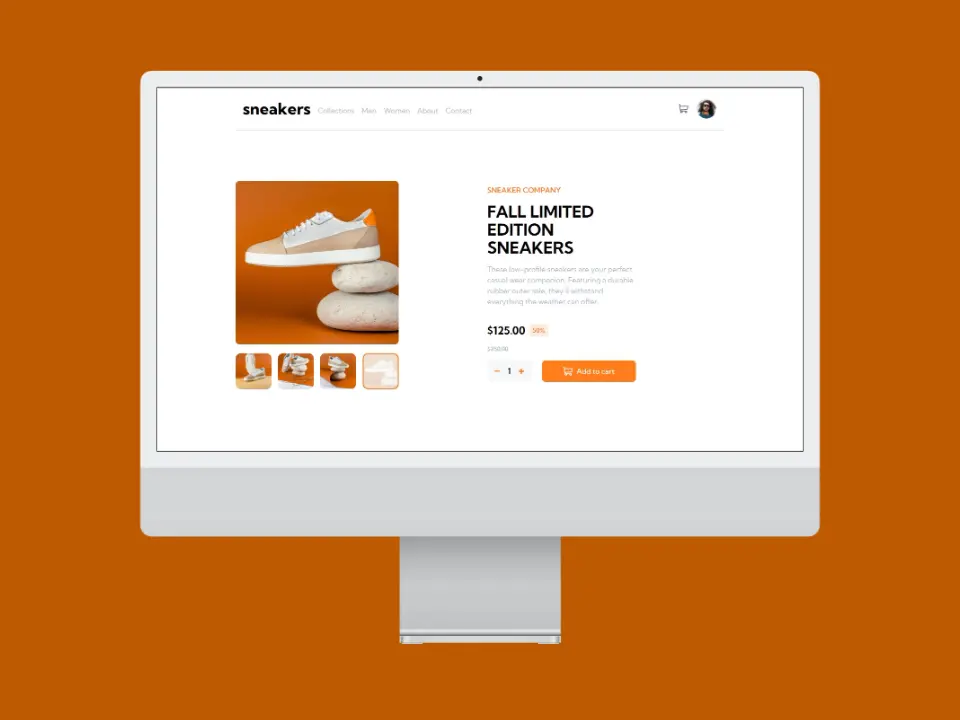 sneakers Collections Men Women About Contact
SNEAKER COMPANY
FALL LIMITED
EDITION
SNEAKERS
These low-profile sneakers are your perfect
casual wear companion. Featuring a durable
rubber outer sole, they'll withstand
everything the weather can offer.
$125.00 50%
$250.00
− 1 + Add to cart